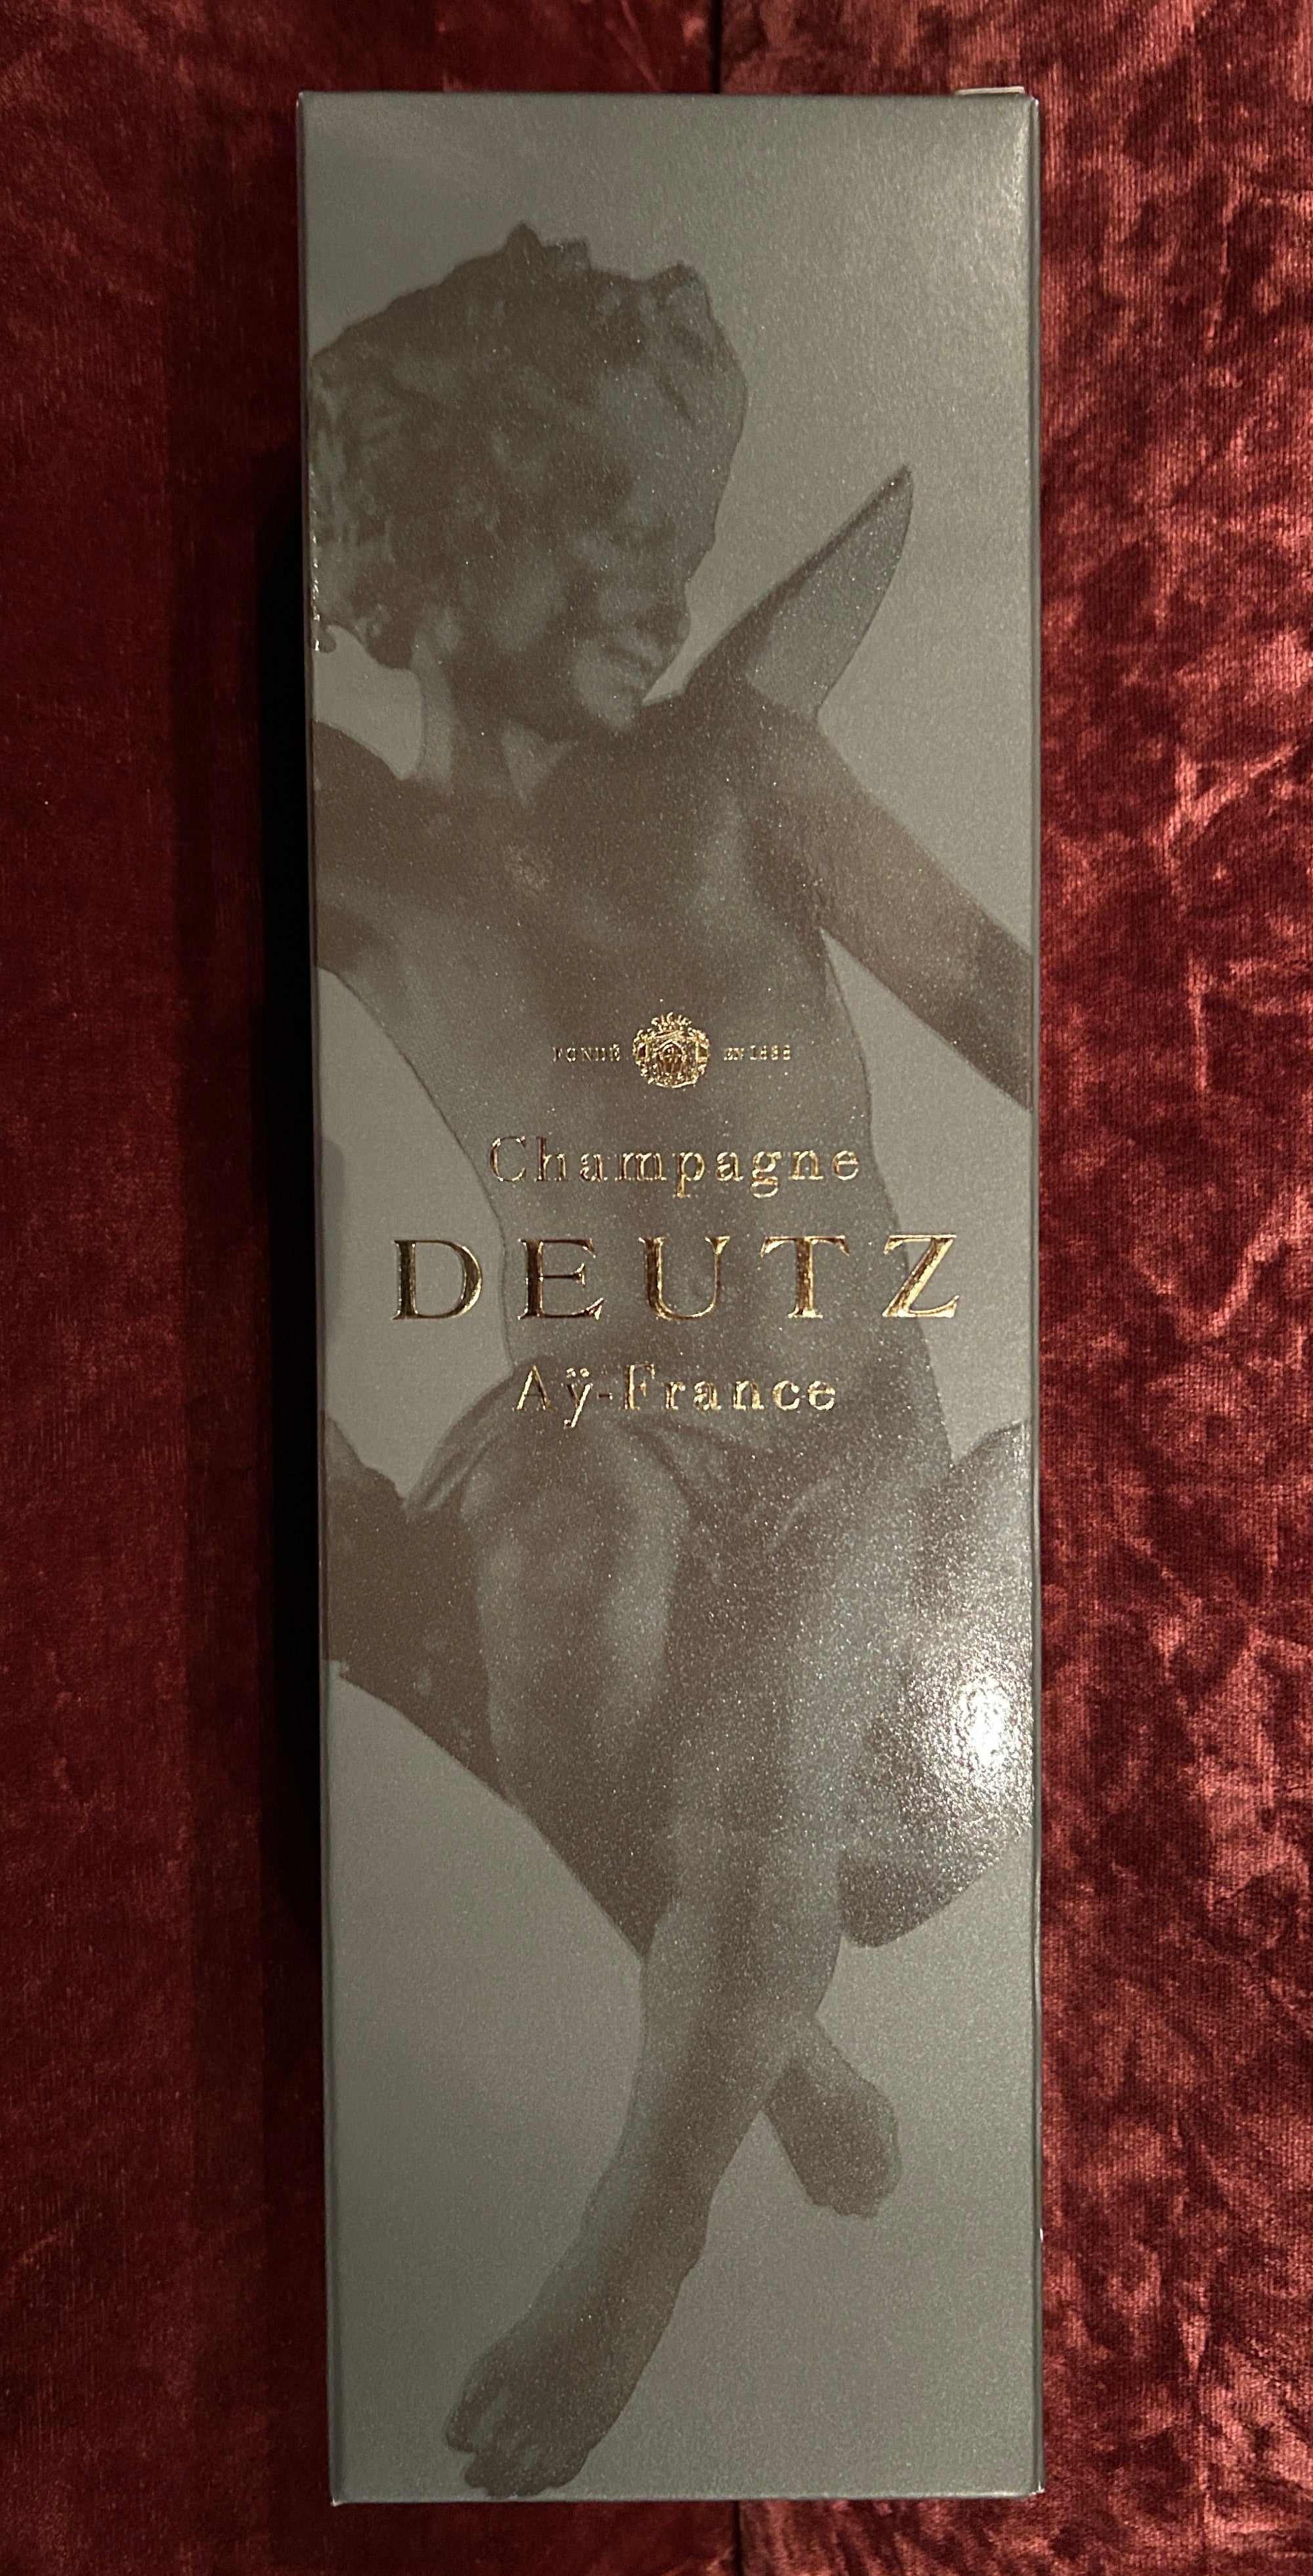 FONDÉ EN 1838
Champagne
DEUTZ
Aÿ-France